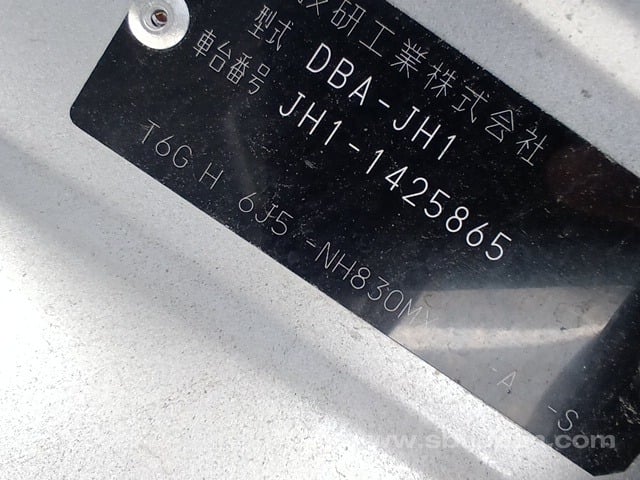 技研工業株式会社
型式 DBA-JH1
車台番号 JH1-1425865
T6G H 6J5 -NH830M
-A -S